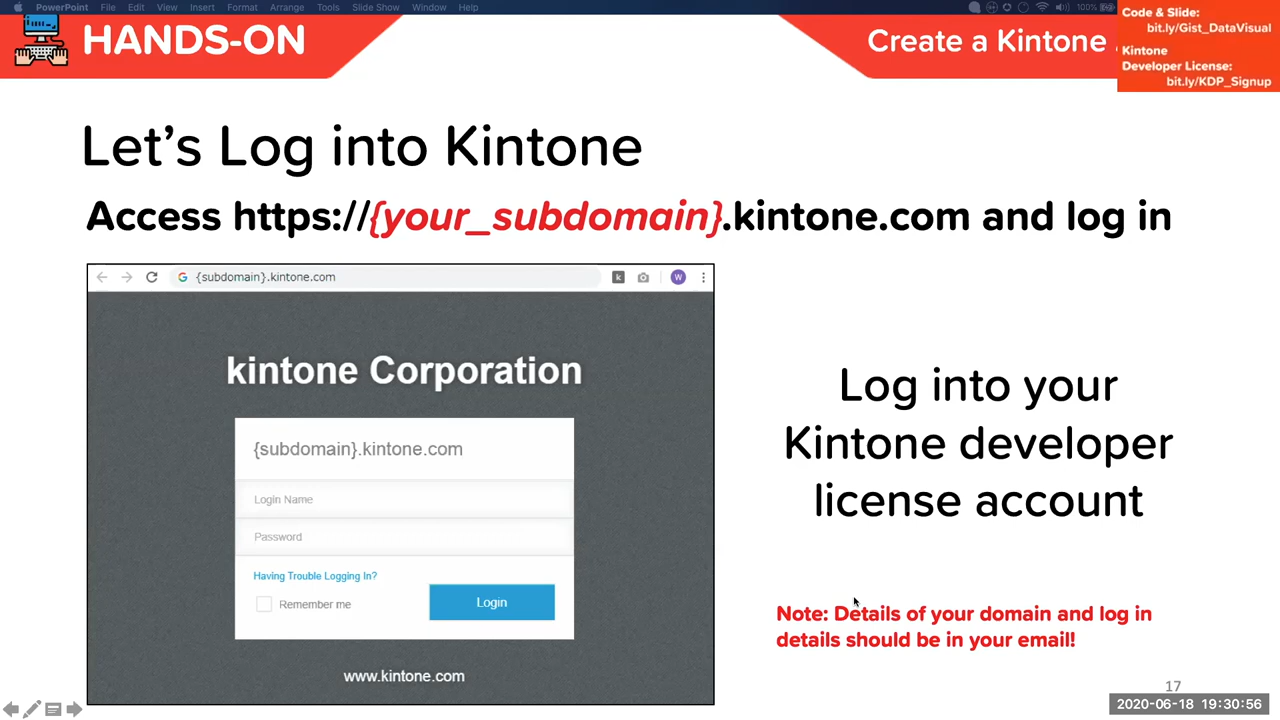 PowerPoint File Edit View Insert Format Arrange Tools Slide Show Window Help 100%
HANDS-ON
Create a Kintone
Code & Slide:
bit.ly/Gist_DataVisual
Kintone
Developer License:
bit.ly/KDP_Signup
Let's Log into Kintone
Access https://{your_subdomain}.kintone.com and log in
{subdomain}.kintone.com
k
W
kintone Corporation
{subdomain}.kintone.com
Login Name
Password
Having Trouble Logging In?
Remember me
Login
www.kintone.com
Log into your
Kintone developer
license account
Note: Details of your domain and log in
details should be in your email!
17
2020-06-18 19:30:56